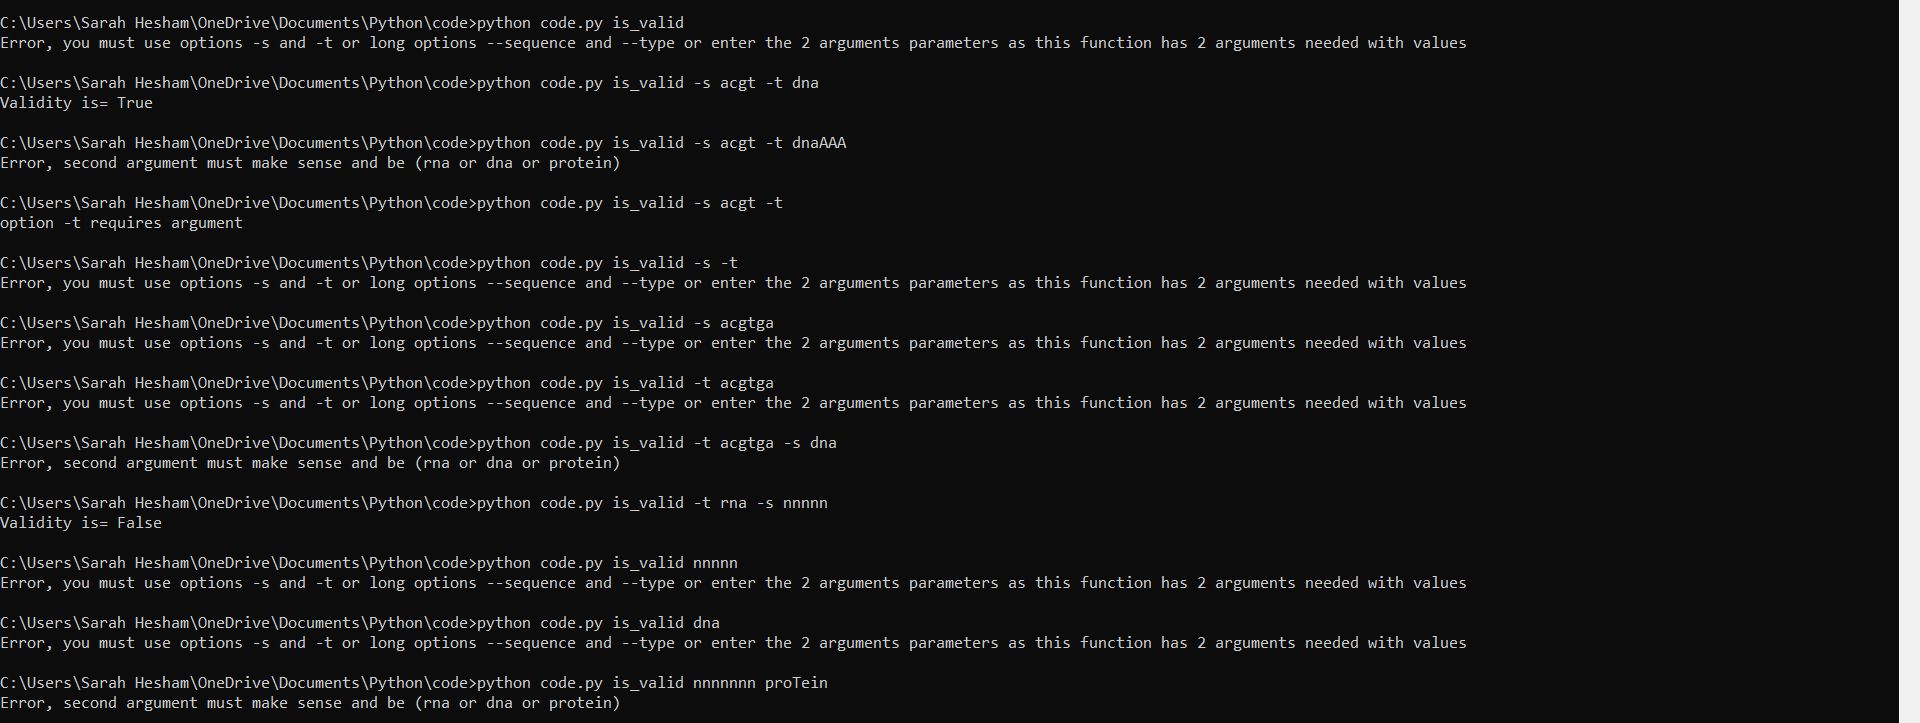 C:\Users\Sarah Hesham\OneDrive\Documents\Python\code>python code.py is_valid
Error, you must use options -s and -t or long options --sequence and --type or enter the 2 arguments parameters as this function has 2 arguments needed with values
C:\Users\Sarah Hesham\OneDrive\Documents\Python\code>python code.py is_valid -s acgt -t dna
Validity is= True
C:\Users\Sarah Hesham\OneDrive\Documents\Python\code>python code.py is_valid -s acgt -t dnaAAA
Error, second argument must make sense and be (rna or dna or protein)
C:\Users\Sarah Hesham\OneDrive\Documents\Python\code>python code.py is_valid -s acgt -t
option -t requires argument
C:\Users\Sarah Hesham\OneDrive\Documents\Python\code>python code.py is_valid -s -t
Error, you must use options -s and -t or long options --sequence and --type or enter the 2 arguments parameters as this function has 2 arguments needed with values
C:\Users\Sarah Hesham\OneDrive\Documents\Python\code>python code.py is_valid -s acgtga
Error, you must use options -s and -t or long options --sequence and --type or enter the 2 arguments parameters as this function has 2 arguments needed with values
C:\Users\Sarah Hesham\OneDrive\Documents\Python\code>python code.py is_valid -t acgtga
Error, you must use options -s and -t or long options --sequence and --type or enter the 2 arguments parameters as this function has 2 arguments needed with values
C:\Users\Sarah Hesham\OneDrive\Documents\Python\code>python code.py is_valid -t acgtga -s dna
Error, second argument must make sense and be (rna or dna or protein)
C:\Users\Sarah Hesham\OneDrive\Documents\Python\code>python code.py is_valid -t rna -s nnnnn
Validity is= False
C:\Users\Sarah Hesham\OneDrive\Documents\Python\code>python code.py is_valid nnnnn
Error, you must use options -s and -t or long options --sequence and --type or enter the 2 arguments parameters as this function has 2 arguments needed with values
C:\Users\Sarah Hesham\OneDrive\Documents\Python\code>python code.py is_valid dna
Error, you must use options -s and -t or long options --sequence and --type or enter the 2 arguments parameters as this function has 2 arguments needed with values
C:\Users\Sarah Hesham\OneDrive\Documents\Python\code>python code.py is_valid nnnnnnn proTein
Error, second argument must make sense and be (rna or dna or protein)